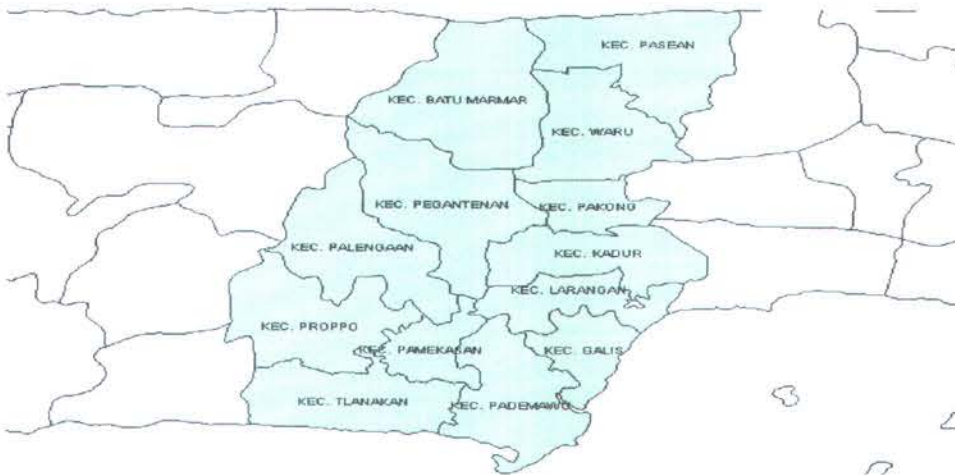 KEC. PASEAN
KEC. BATU MARMAR
KEC. WARU
KEC. PEGANTENAN
KEC. PAKONG
KEC. PALENGAAN
KEC. KADUR
KEC. LARANGAN
KEC. PROPPO
KEC. PAMEKASAN
KEC. GALIS
KEC. TLANAKAN
KEC. PADEMAWU